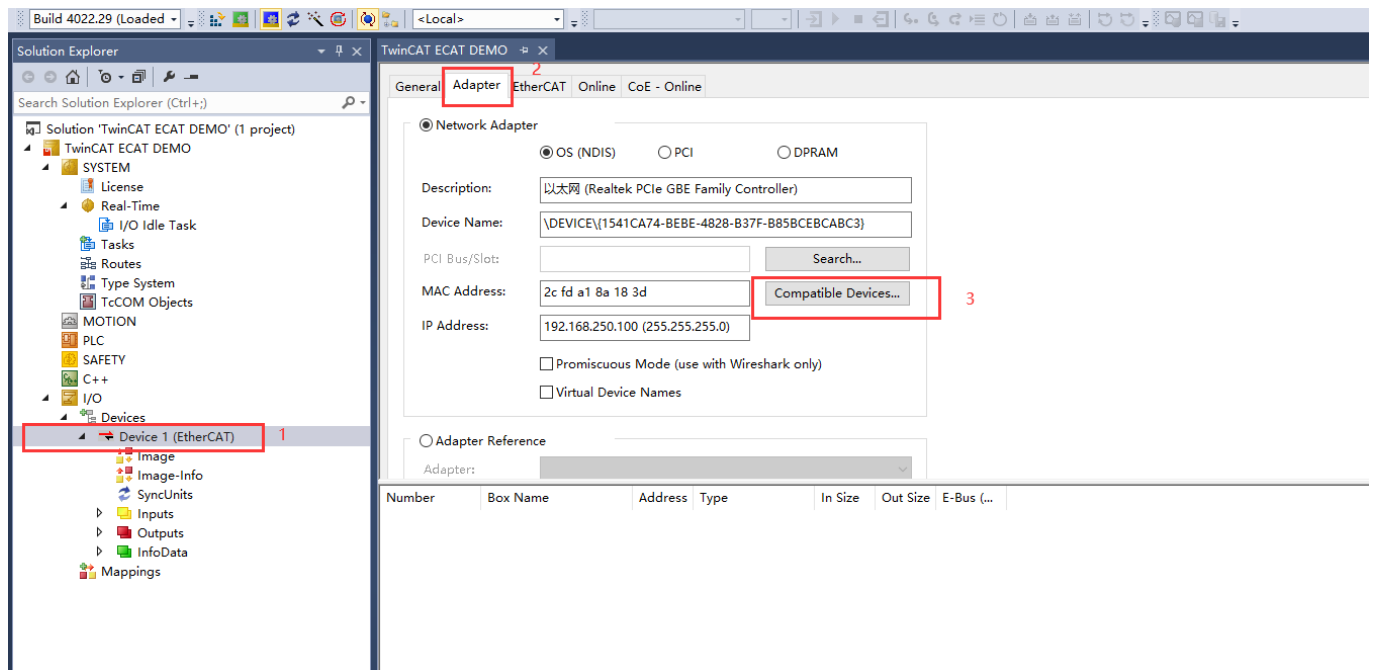 Build 4022.29 (Loaded
<Local>
Solution Explorer
Search Solution Explorer (Ctrl+;)
Solution 'TwinCAT ECAT DEMO' (1 project)
TwinCAT ECAT DEMO
SYSTEM
License
Real-Time
I/O Idle Task
Tasks
Routes
Type System
TcCOM Objects
MOTION
PLC
SAFETY
C++
I/O
Devices
Device 1 (EtherCAT)
1
Image
Image-Info
SyncUnits
Inputs
Outputs
InfoData
Mappings
TwinCAT ECAT DEMO
2
General Adapter EtherCAT Online CoE - Online
Network Adapter
OS (NDIS) PCI DPRAM
Description: 以太网 (Realtek PCIe GBE Family Controller)
Device Name: \DEVICE\{1541CA74-BEBE-4828-B37F-B85BCEBCABC3}
PCI Bus/Slot: Search...
MAC Address: 2c fd a1 8a 18 3d Compatible Devices... 3
IP Address: 192.168.250.100 (255.255.255.0)
Promiscuous Mode (use with Wireshark only)
Virtual Device Names
Adapter Reference
Adapter:
Number Box Name Address Type In Size Out Size E-Bus (...